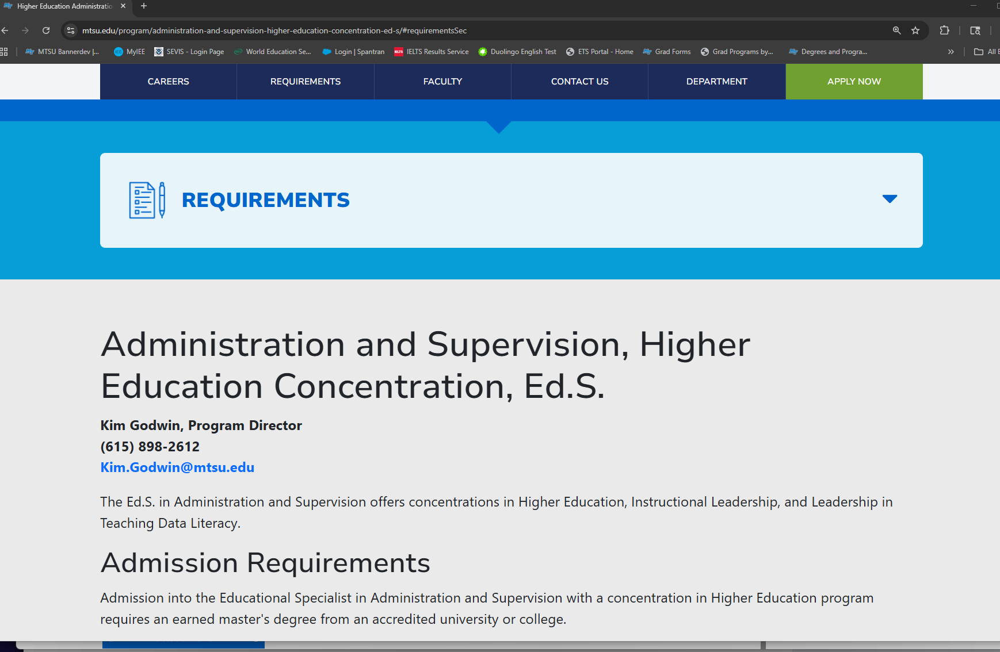 Higher Education Administratio
mtsu.edu/program/administration-and-supervision-higher-education-concentration-ed-s/#requirementsSec
MTSU Bannerdev |... MyIEE SEVIS - Login Page World Education Se... Login | Spantran IELTS Results Service Duolingo English Test ETS Portal - Home Grad Forms Grad Programs by... Degrees and Progra... » All
CAREERS REQUIREMENTS FACULTY CONTACT US DEPARTMENT APPLY NOW
REQUIREMENTS
Administration and Supervision, Higher
Education Concentration, Ed.S.
Kim Godwin, Program Director
(615) 898-2612
Kim.Godwin@mtsu.edu
The Ed.S. in Administration and Supervision offers concentrations in Higher Education, Instructional Leadership, and Leadership in
Teaching Data Literacy.
Admission Requirements
Admission into the Educational Specialist in Administration and Supervision with a concentration in Higher Education program
requires an earned master's degree from an accredited university or college.